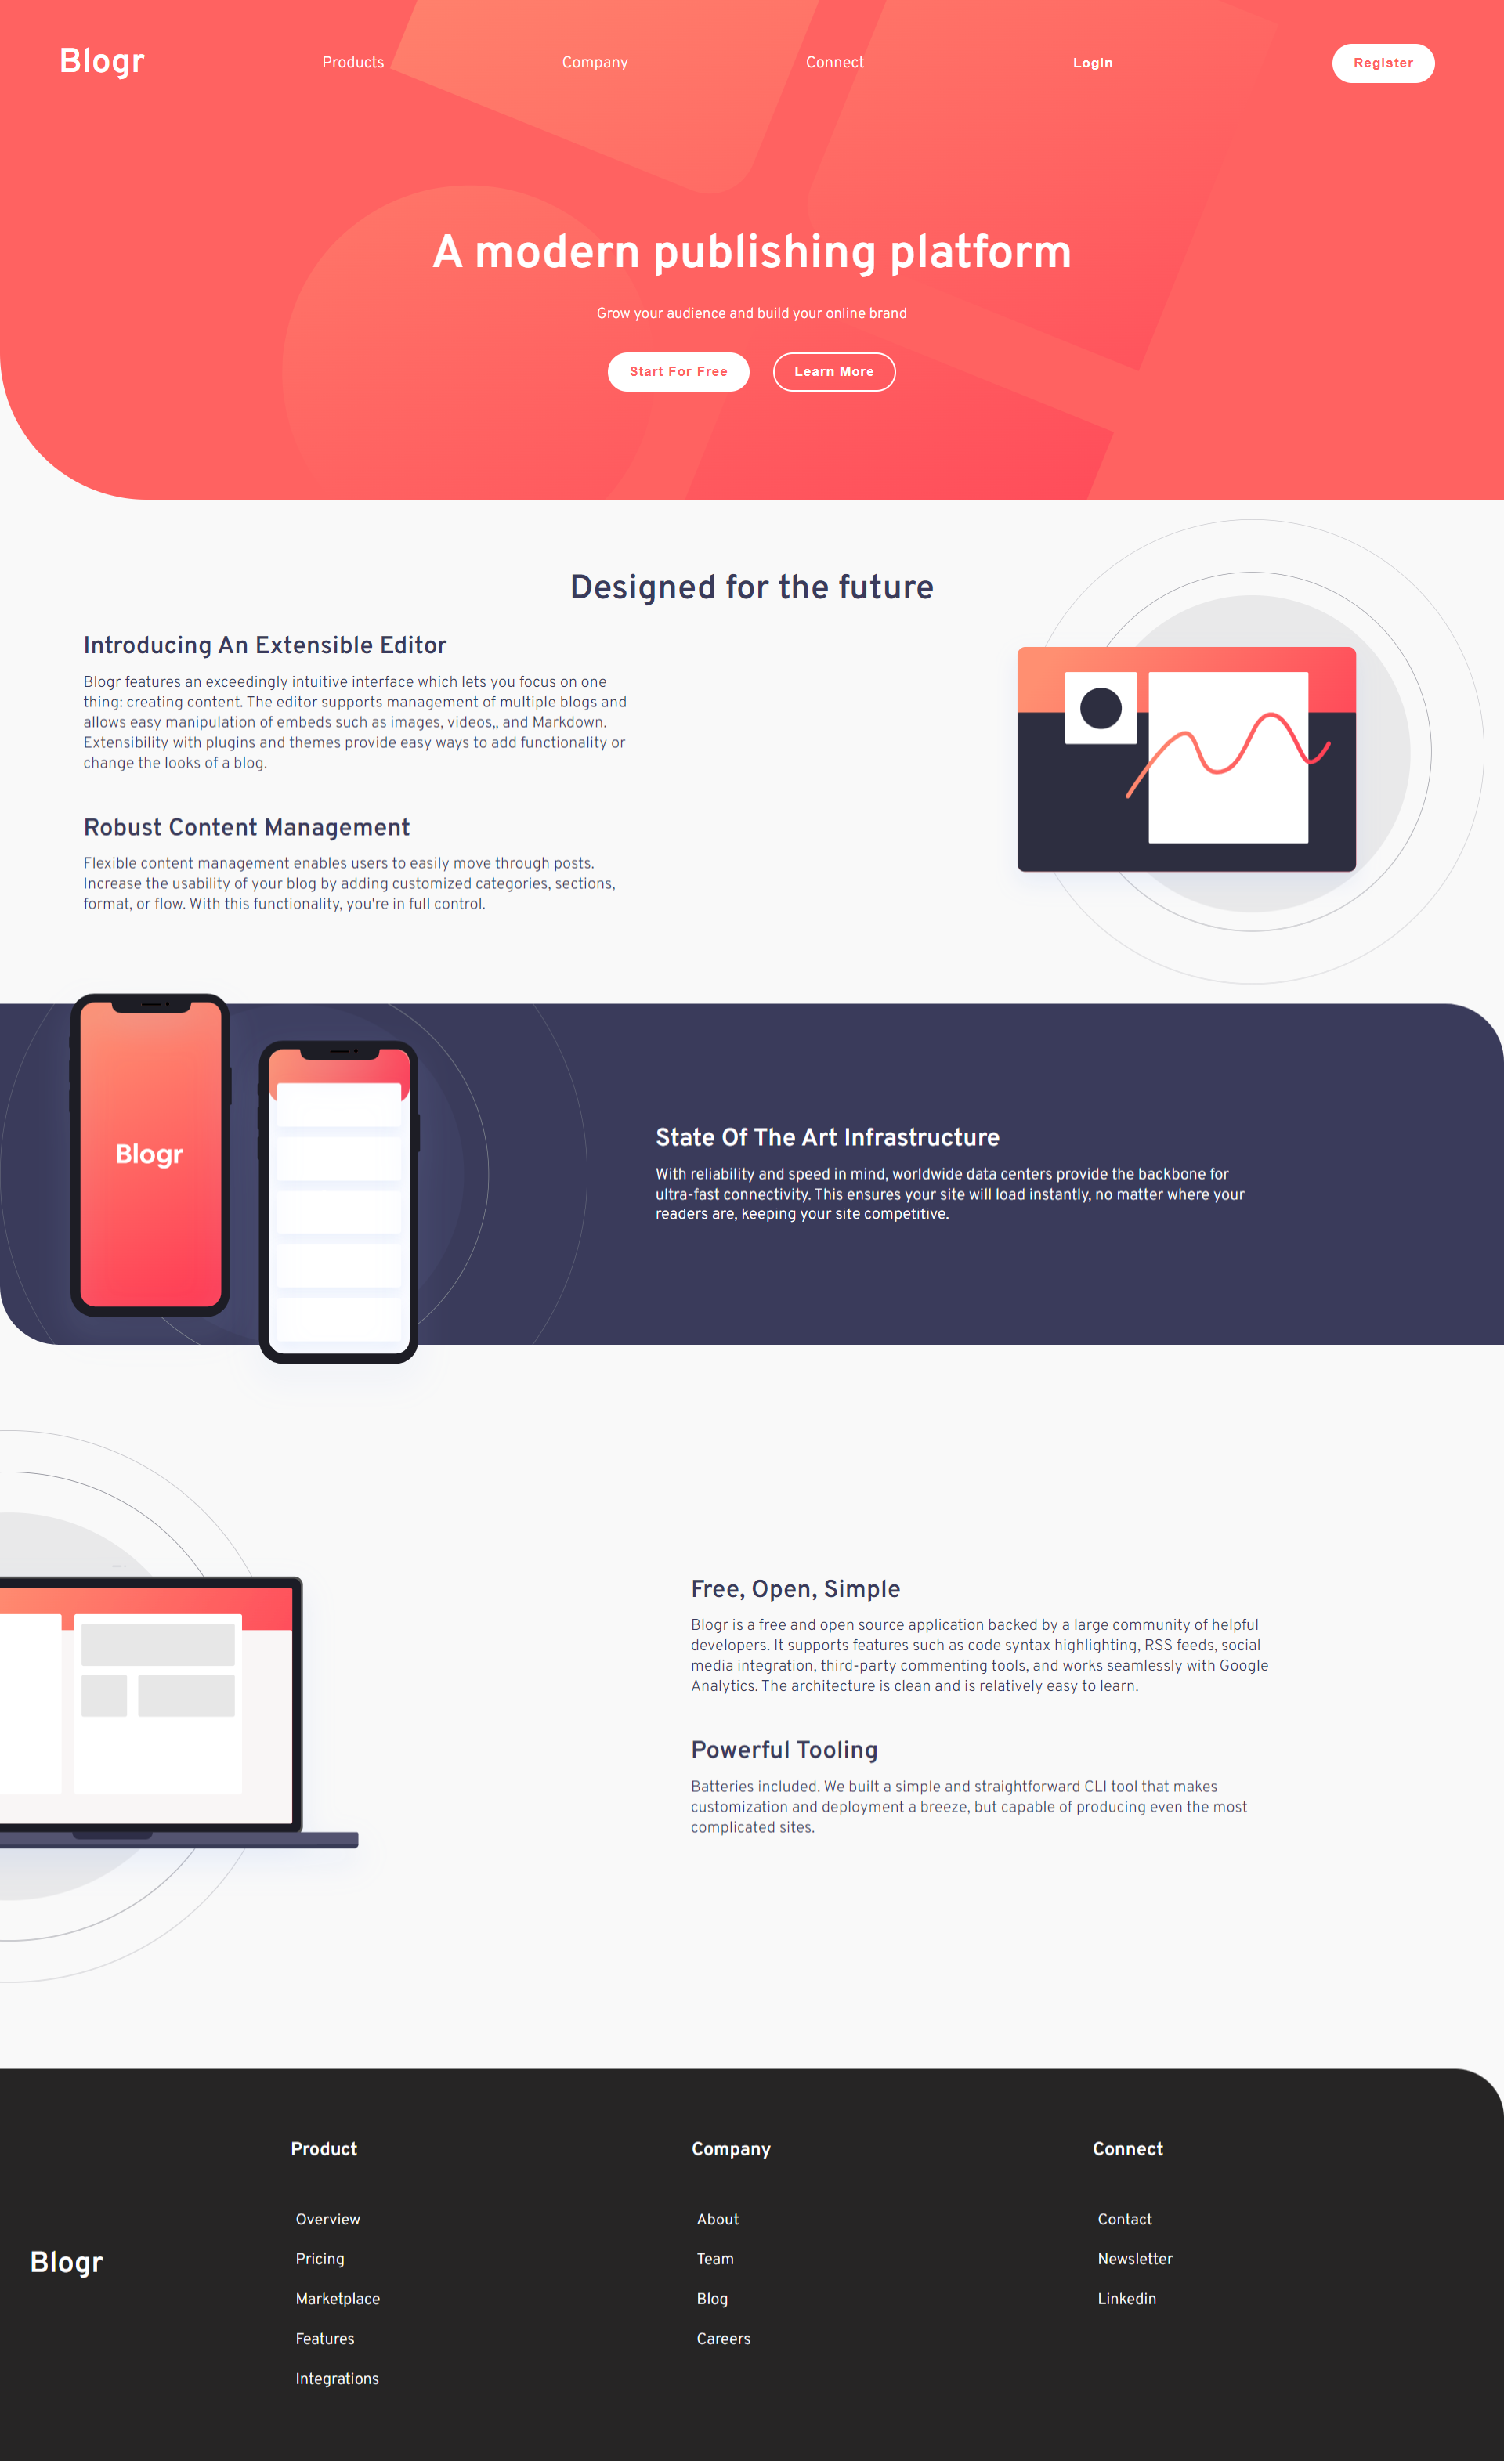 Blogr
Products
Company
Connect
Login
Register
A modern publishing platform
Grow your audience and build your online brand
Start For Free
Learn More
Designed for the future
Introducing An Extensible Editor
Blogr features an exceedingly intuitive interface which lets you focus on one
thing: creating content. The editor supports management of multiple blogs and
allows easy manipulation of embeds such as images, videos,, and Markdown.
Extensibility with plugins and themes provide easy ways to add functionality or
change the looks of a blog.
Robust Content Management
Flexible content management enables users to easily move through posts.
Increase the usability of your blog by adding customized categories, sections,
format, or flow. With this functionality, you're in full control.
Blogr
State Of The Art Infrastructure
With reliability and speed in mind, worldwide data centers provide the backbone for
ultra-fast connectivity. This ensures your site will load instantly, no matter where your
readers are, keeping your site competitive.
Free, Open, Simple
Blogr is a free and open source application backed by a large community of helpful
developers. It supports features such as code syntax highlighting, RSS feeds, social
media integration, third-party commenting tools, and works seamlessly with Google
Analytics. The architecture is clean and is relatively easy to learn.
Powerful Tooling
Batteries included. We built a simple and straightforward CLI tool that makes
customization and deployment a breeze, but capable of producing even the most
complicated sites.
Blogr
Product
Overview
Pricing
Marketplace
Features
Integrations
Company
About
Team
Blog
Careers
Connect
Contact
Newsletter
Linkedin